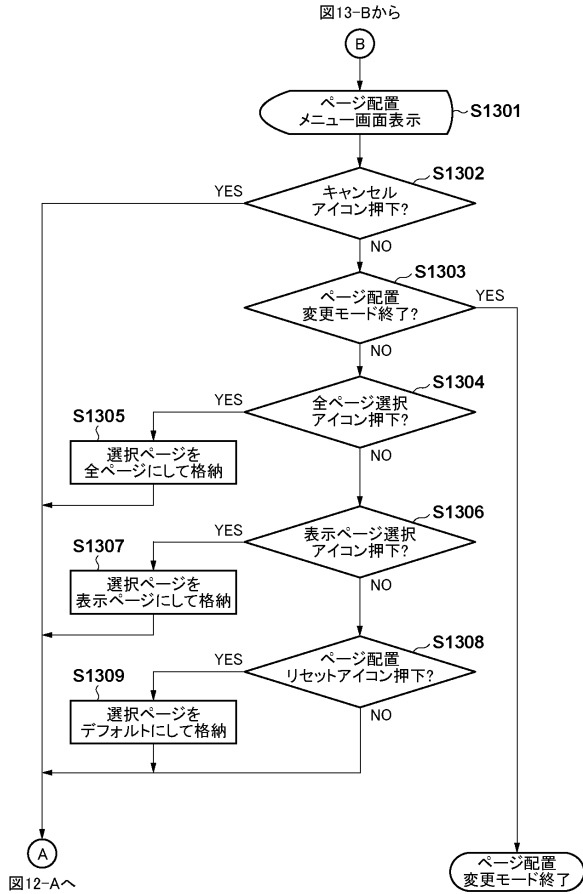 図13-Bから
B
ページ配置
メニュー画面表示
S1301
S1302
キャンセル
アイコン押下?
YES
NO
S1303
ページ配置
変更モード終了?
YES
NO
S1304
全ページ選択
アイコン押下?
YES
NO
S1305
選択ページを
全ページにして格納
S1306
表示ページ選択
アイコン押下?
YES
NO
S1307
選択ページを
表示ページにして格納
S1308
ページ配置
リセットアイコン押下?
YES
NO
S1309
選択ページを
デフォルトにして格納
A
図12-Aへ
ページ配置
変更モード終了